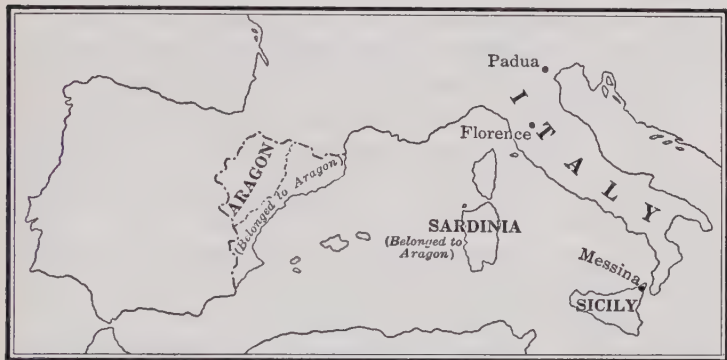 Padua
ITALY
Florence
ARAGON
(Belonged to Aragon)
SARDINIA
(Belonged to
Aragon)
Messina
SICILY